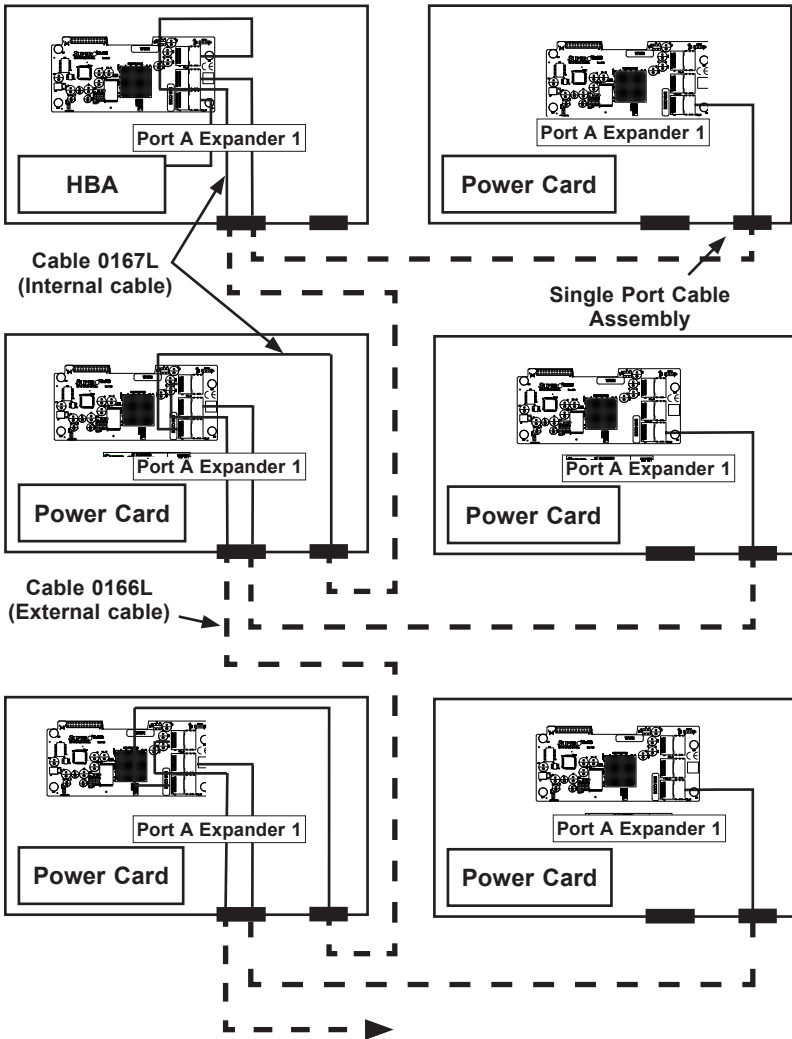 Port A Expander 1
HBA
Port A Expander 1
Power Card
Cable 0167L
(Internal cable)
Single Port Cable
Assembly
Port A Expander 1
Power Card
Port A Expander 1
Power Card
Cable 0166L
(External cable)
Port A Expander 1
Power Card
Port A Expander 1
Power Card